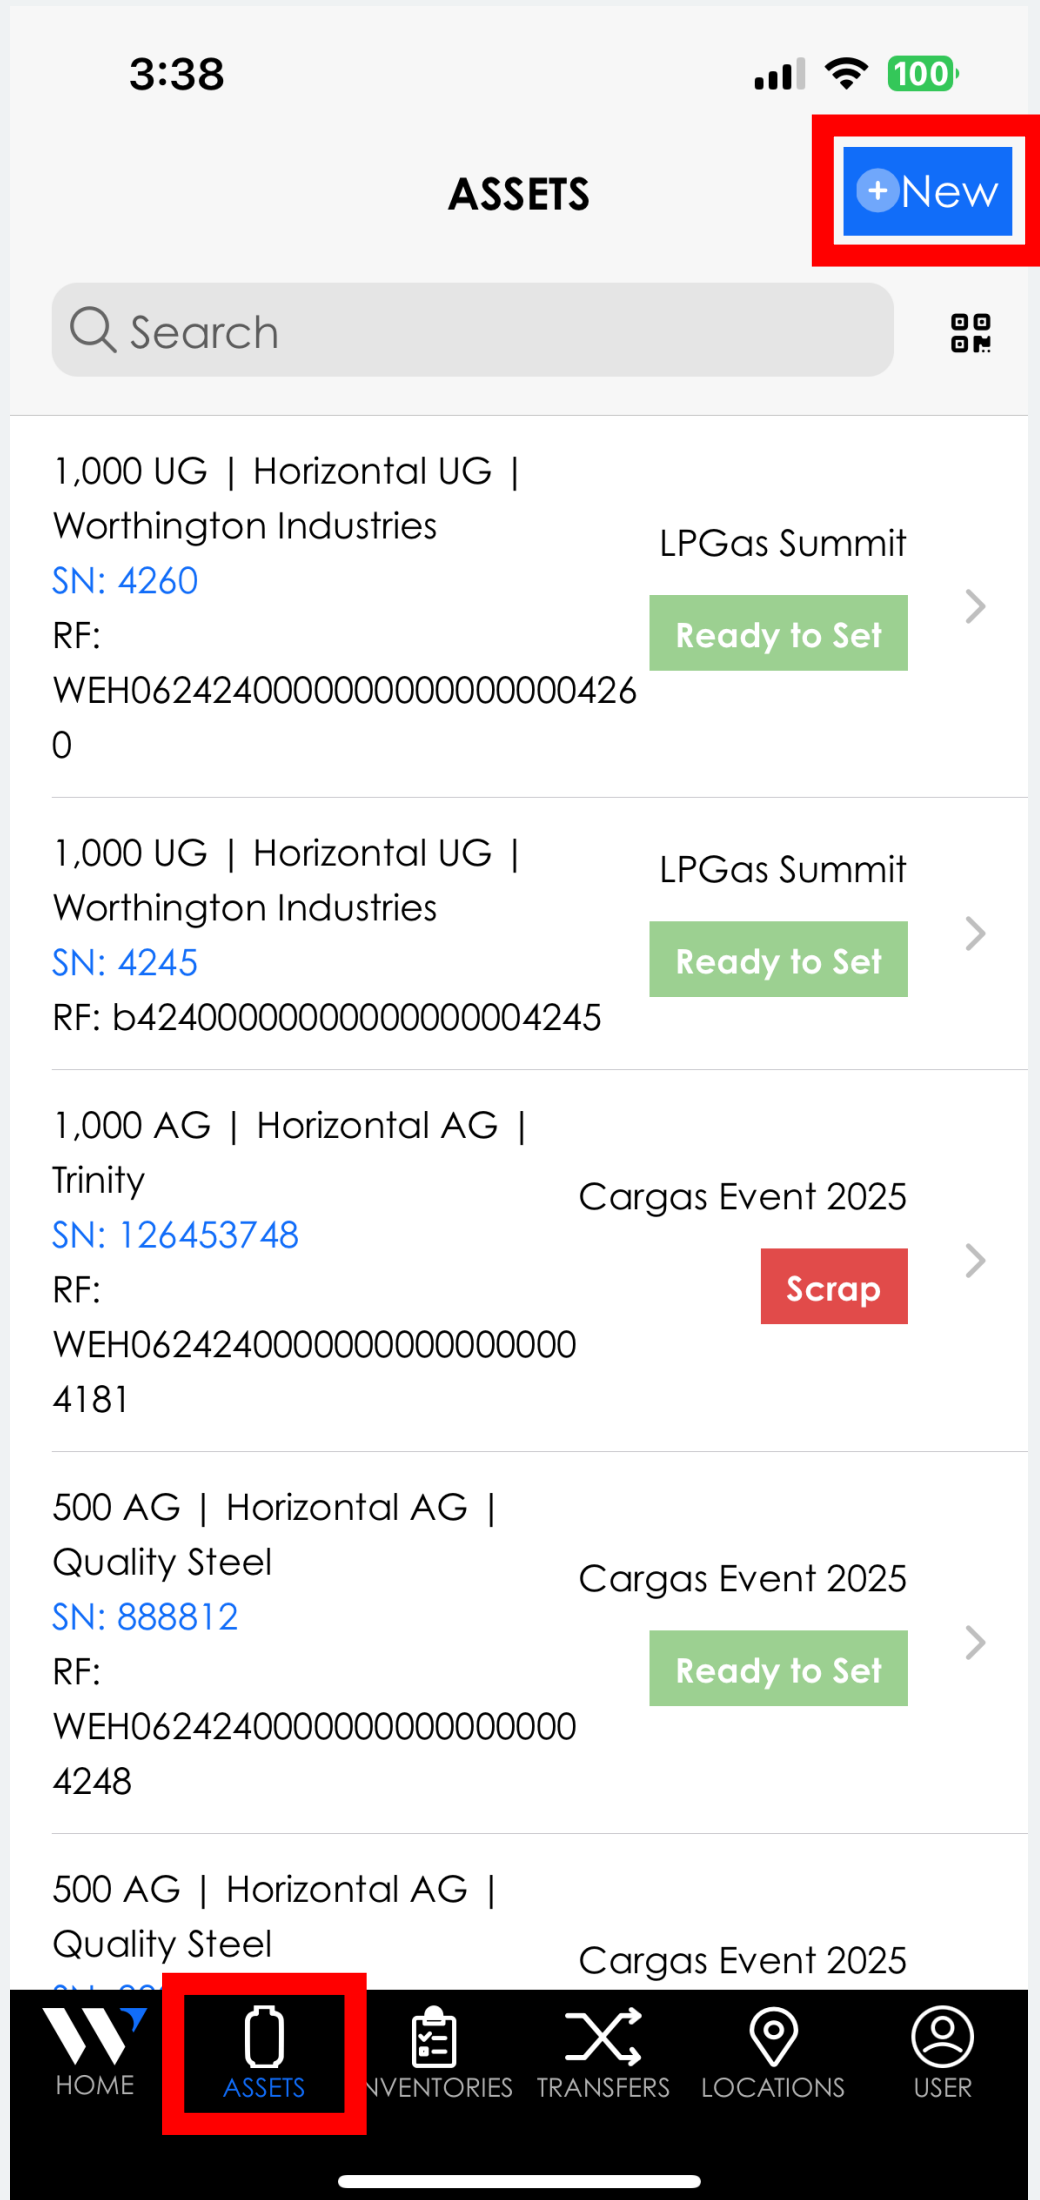 3:38
100
ASSETS
+New
Search
1,000 UG | Horizontal UG |
Worthington Industries
SN: 4260
RF:
WEH062424000000000000000426
0
LPGas Summit
Ready to Set
1,000 UG | Horizontal UG |
Worthington Industries
SN: 4245
RF: b42400000000000000004245
LPGas Summit
Ready to Set
1,000 AG | Horizontal AG |
Trinity
SN: 126453748
RF:
WEH06242400000000000000000
4181
Cargas Event 2025
Scrap
500 AG | Horizontal AG |
Quality Steel
SN: 888812
RF:
WEH06242400000000000000000
4248
Cargas Event 2025
Ready to Set
500 AG | Horizontal AG |
Quality Steel
Cargas Event 2025
HOME
ASSETS
NVENTORIES
TRANSFERS
LOCATIONS
USER